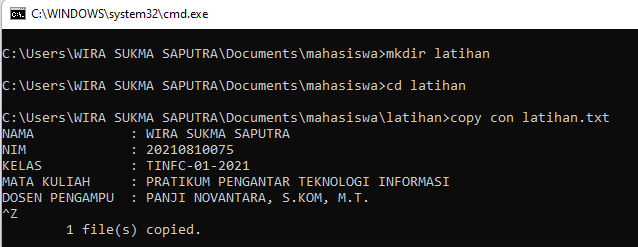 C:\WINDOWS\system32\cmd.exe
C:\Users\WIRA SUKMA SAPUTRA\Documents\mahasiswa>mkdir latihan
C:\Users\WIRA SUKMA SAPUTRA\Documents\mahasiswa>cd latihan
C:\Users\WIRA SUKMA SAPUTRA\Documents\mahasiswa\latihan>copy con latihan.txt
NAMA            : WIRA SUKMA SAPUTRA
NIM             : 20210810075
KELAS           : TINFC-01-2021
MATA KULIAH     : PRATIKUM PENGANTAR TEKNOLOGI INFORMASI
DOSEN PENGAMPU  : PANJI NOVANTARA, S.KOM, M.T.
^Z
        1 file(s) copied.